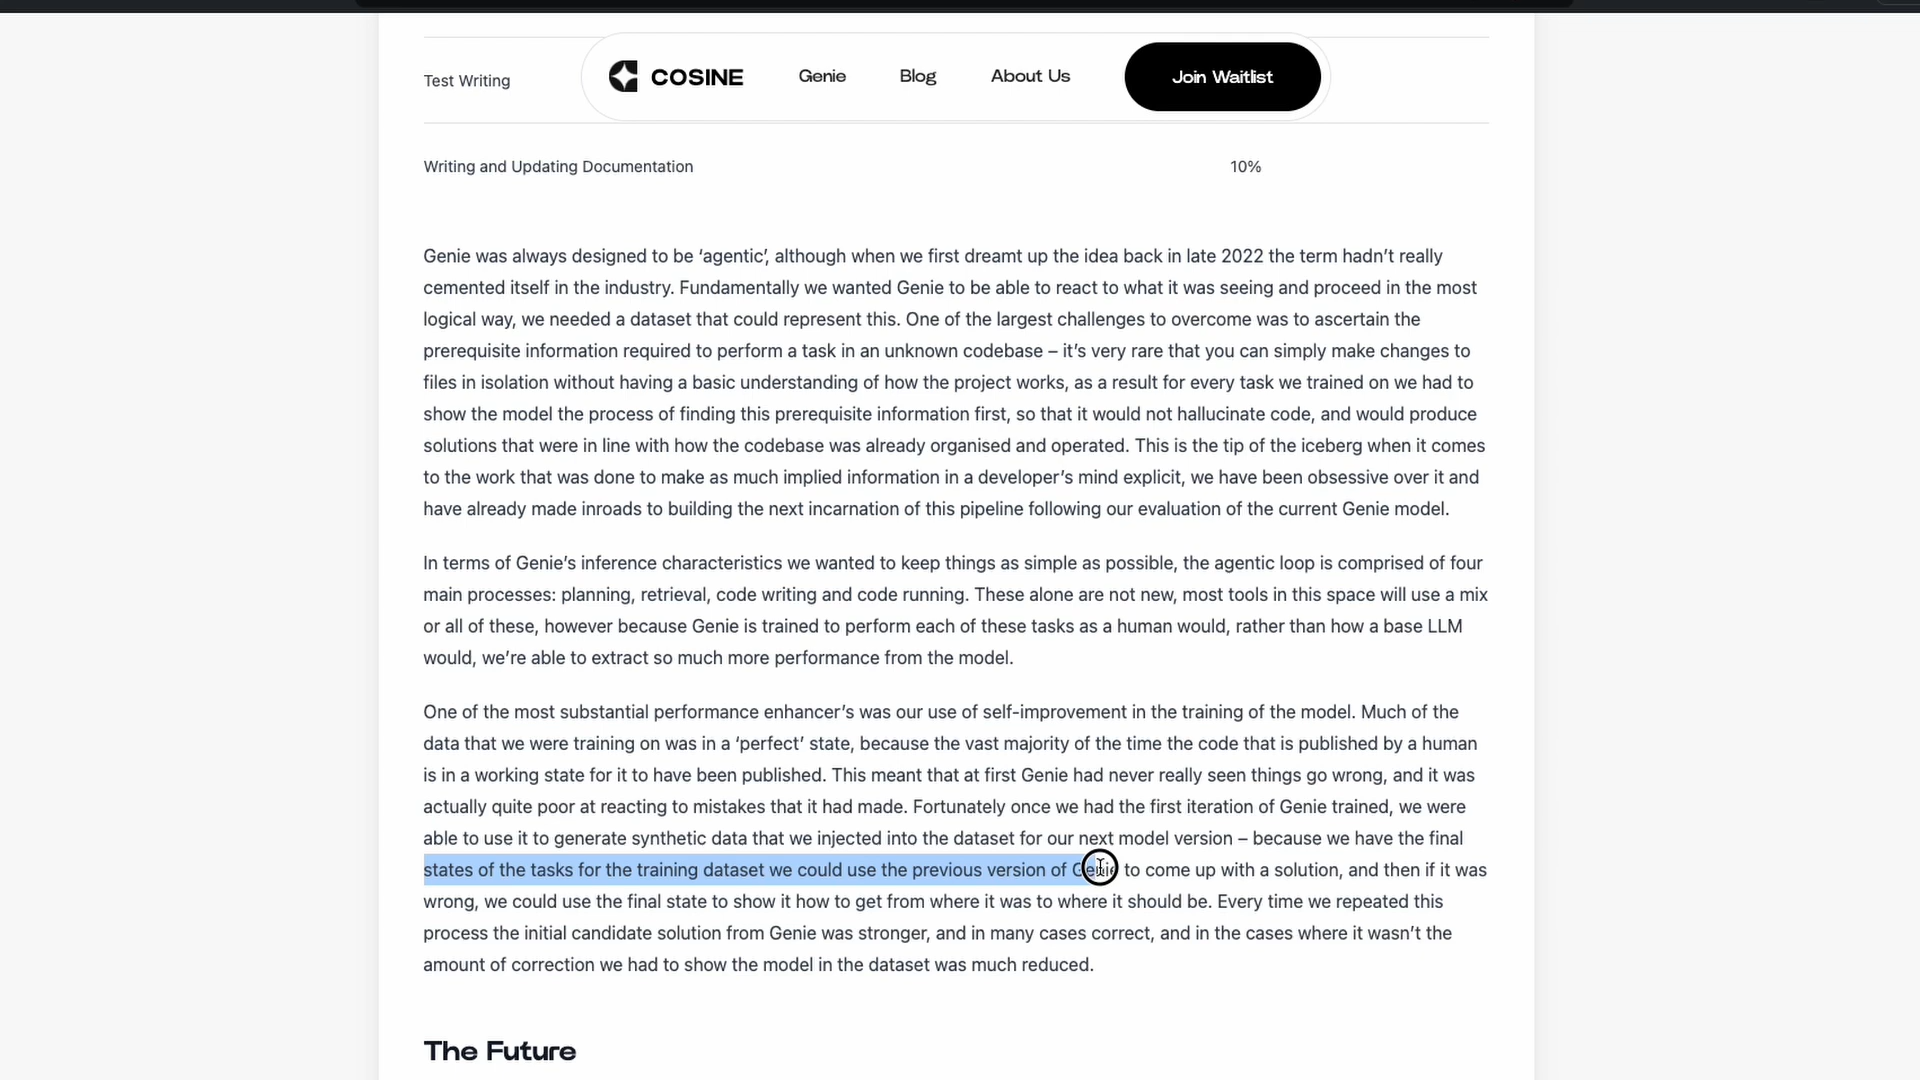 Test Writing
COSINE
Genie
Blog
About Us
Join Waitlist
Writing and Updating Documentation 10%
Genie was always designed to be ‘agentic’, although when we first dreamt up the idea back in late 2022 the term hadn’t really
cemented itself in the industry. Fundamentally we wanted Genie to be able to react to what it was seeing and proceed in the most
logical way, we needed a dataset that could represent this. One of the largest challenges to overcome was to ascertain the
prerequisite information required to perform a task in an unknown codebase – it’s very rare that you can simply make changes to
files in isolation without having a basic understanding of how the project works, as a result for every task we trained on we had to
show the model the process of finding this prerequisite information first, so that it would not hallucinate code, and would produce
solutions that were in line with how the codebase was already organised and operated. This is the tip of the iceberg when it comes
to the work that was done to make as much implied information in a developer’s mind explicit, we have been obsessive over it and
have already made inroads to building the next incarnation of this pipeline following our evaluation of the current Genie model.
In terms of Genie’s inference characteristics we wanted to keep things as simple as possible, the agentic loop is comprised of four
main processes: planning, retrieval, code writing and code running. These alone are not new, most tools in this space will use a mix
or all of these, however because Genie is trained to perform each of these tasks as a human would, rather than how a base LLM
would, we’re able to extract so much more performance from the model.
One of the most substantial performance enhancer’s was our use of self-improvement in the training of the model. Much of the
data that we were training on was in a ‘perfect’ state, because the vast majority of the time the code that is published by a human
is in a working state for it to have been published. This meant that at first Genie had never really seen things go wrong, and it was
actually quite poor at reacting to mistakes that it had made. Fortunately once we had the first iteration of Genie trained, we were
able to use it to generate synthetic data that we injected into the dataset for our next model version – because we have the final
states of the tasks for the training dataset we could use the previous version of Genie to come up with a solution, and then if it was
wrong, we could use the final state to show it how to get from where it was to where it should be. Every time we repeated this
process the initial candidate solution from Genie was stronger, and in many cases correct, and in the cases where it wasn’t the
amount of correction we had to show the model in the dataset was much reduced.
The Future